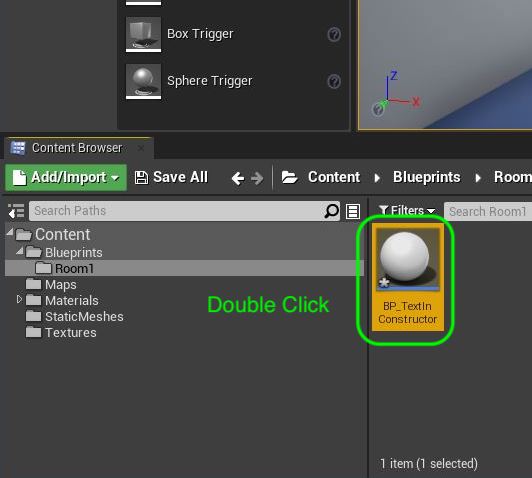 Box Trigger
Sphere Trigger
Z
X
Content Browser
Add/Import
Save All
Content
Blueprints
Room
Search Paths
Filters
Search Room1
Content
Blueprints
Room1
Maps
Materials
StaticMeshes
Textures
Double Click
BP_TextIn
Constructor
1 item (1 selected)